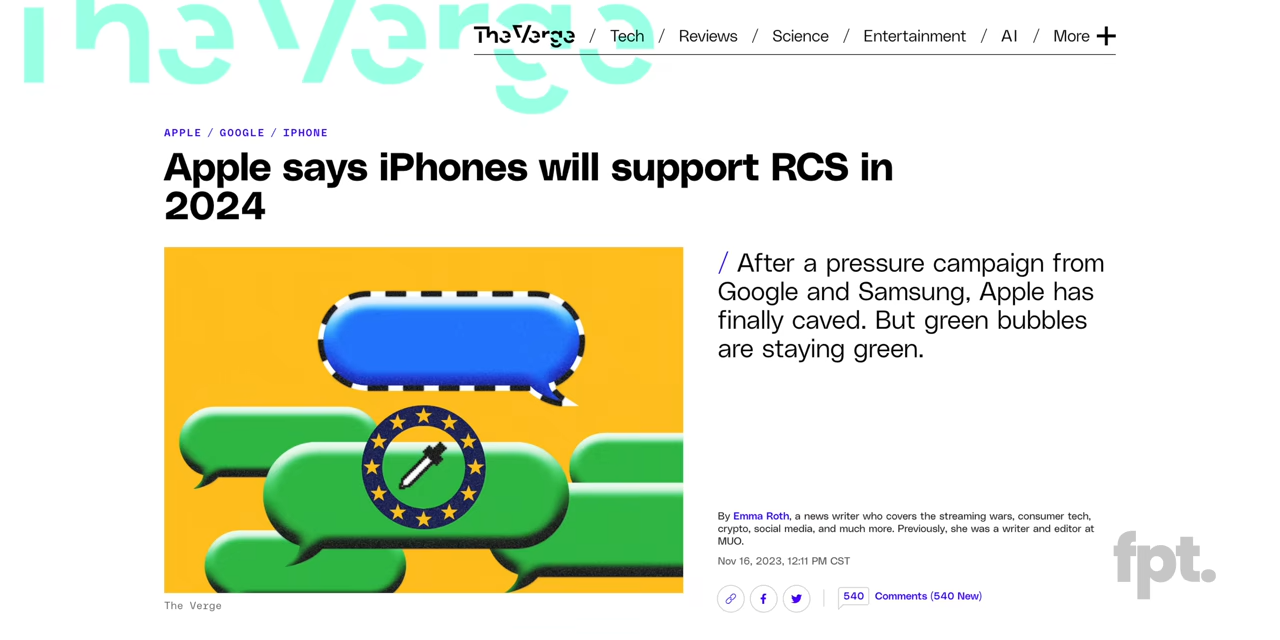 The Verge
The Verge / Tech / Reviews / Science / Entertainment / AI / More +
APPLE / GOOGLE / IPHONE
Apple says iPhones will support RCS in
2024
/ After a pressure campaign from
Google and Samsung, Apple has
finally caved. But green bubbles
are staying green.
By Emma Roth, a news writer who covers the streaming wars, consumer tech,
crypto, social media, and much more. Previously, she was a writer and editor at
MUO.
Nov 16, 2023, 12:11 PM CST
540 Comments (540 New)
The Verge
fpt.